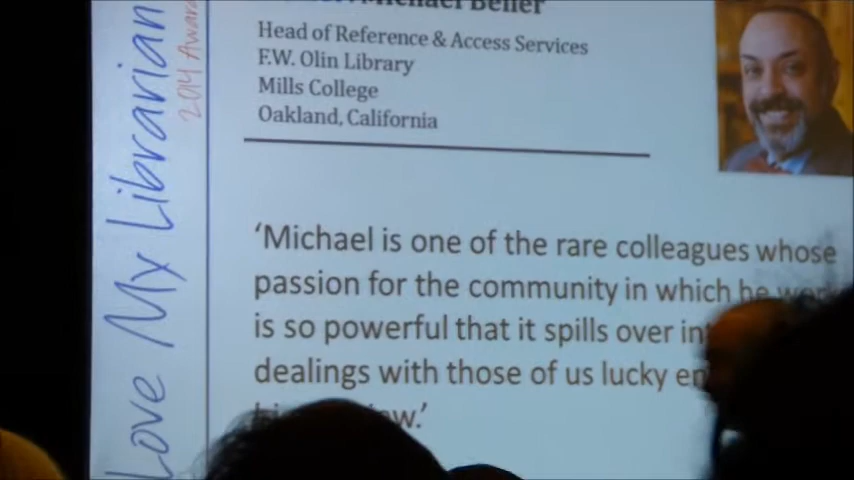 Love My Librarian
2014 Award
Michael Beller
Head of Reference & Access Services
F.W. Olin Library
Mills College
Oakland, California
‘Michael is one of the rare colleagues whose
passion for the community in which he
is so powerful that it spills over
dealings with those of us lucky